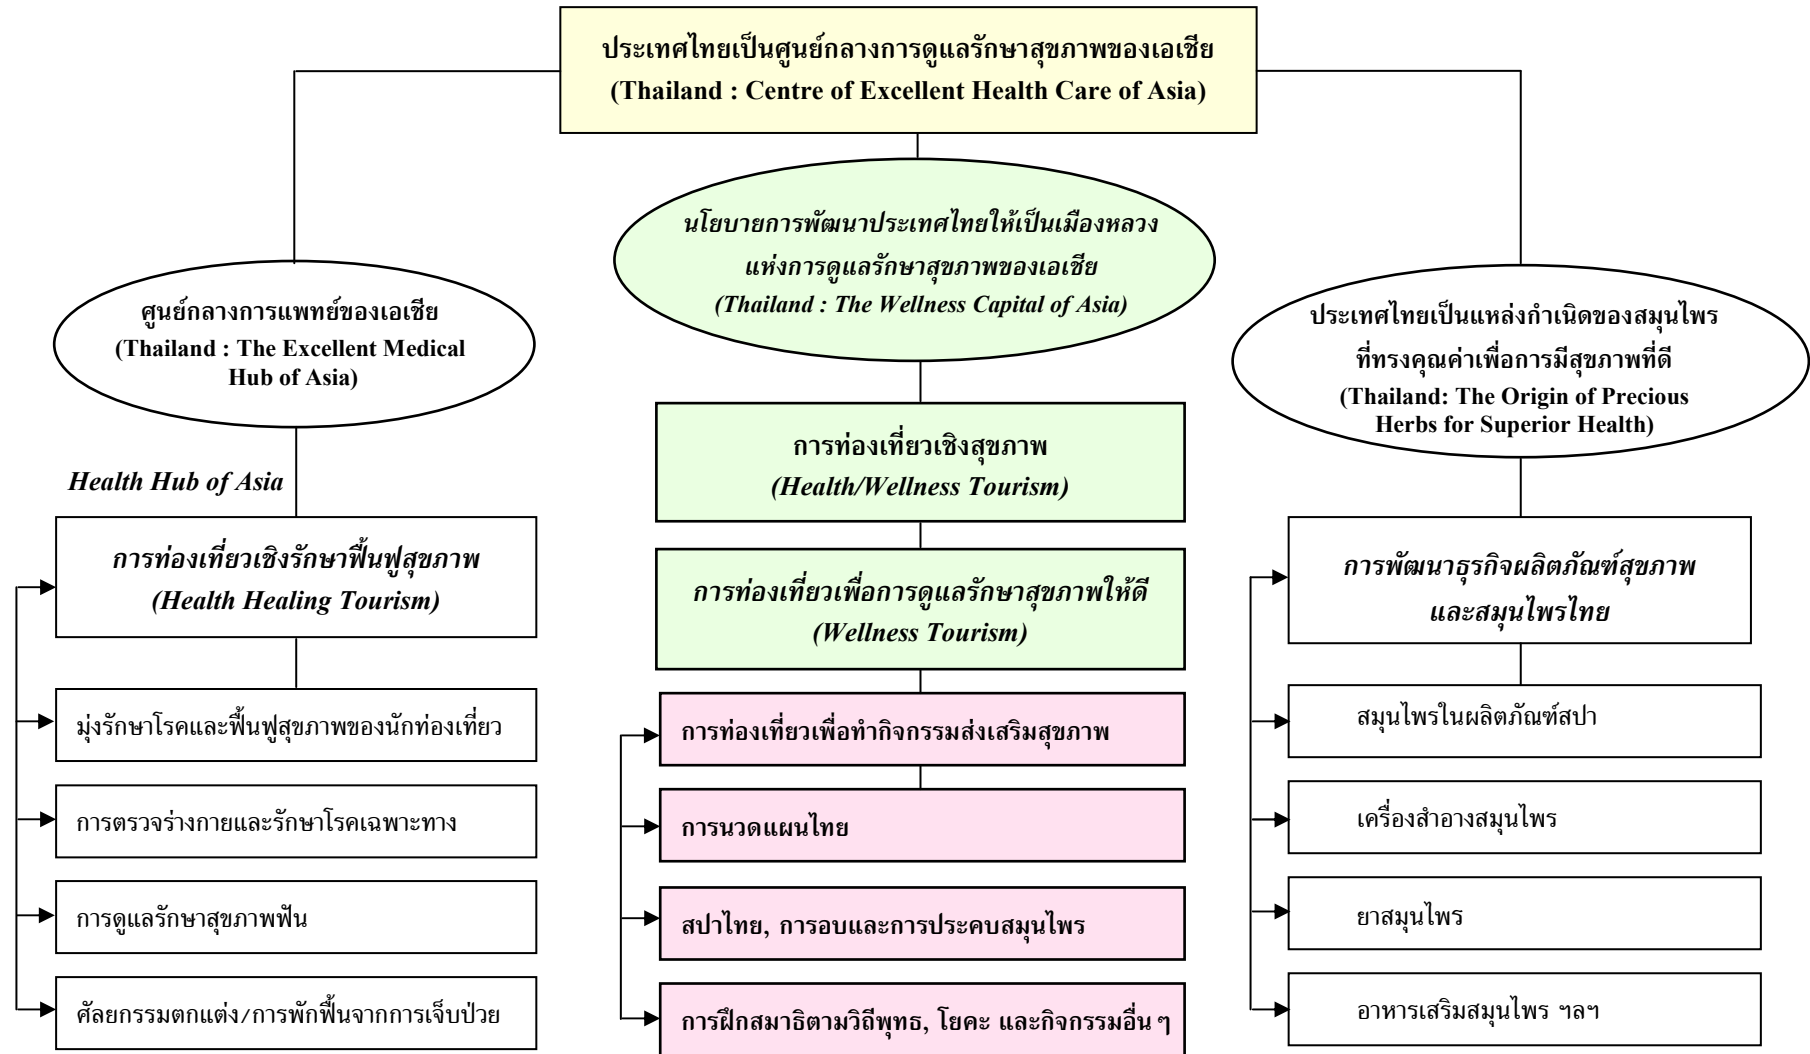 ประเทศไทยเป็นศูนย์กลางการดูแลรักษาสุขภาพของเอเชีย
(Thailand : Centre of Excellent Health Care of Asia)
ศูนย์กลางการแพทย์ของเอเชีย
(Thailand : The Excellent Medical
Hub of Asia)
Health Hub of Asia
การท่องเที่ยวเชิงรักษาฟื้นฟูสุขภาพ
(Health Healing Tourism)
มุ่งรักษาโรคและฟื้นฟูสุขภาพของนักท่องเที่ยว
การตรวจร่างกายและรักษาโรคเฉพาะทาง
การดูแลรักษาสุขภาพฟัน
ศัลยกรรมตกแต่ง/การพักฟื้นจากการเจ็บป่วย
นโยบายการพัฒนาประเทศไทยให้เป็นเมืองหลวง
แห่งการดูแลรักษาสุขภาพของเอเชีย
(Thailand : The Wellness Capital of Asia)
การท่องเที่ยวเชิงสุขภาพ
(Health/Wellness Tourism)
การท่องเที่ยวเพื่อการดูแลรักษาสุขภาพให้ดี
(Wellness Tourism)
การท่องเที่ยวเพื่อทำกิจกรรมส่งเสริมสุขภาพ
การนวดแผนไทย
สปาไทย, การอบและการประคบสมุนไพร
การฝึกสมาธิตามวิถีพุทธ, โยคะ และกิจกรรมอื่น ๆ
ประเทศไทยเป็นแหล่งกำเนิดของสมุนไพร
ที่ทรงคุณค่าเพื่อการมีสุขภาพที่ดี
(Thailand: The Origin of Precious
Herbs for Superior Health)
การพัฒนาธุรกิจผลิตภัณฑ์สุขภาพ
และสมุนไพรไทย
สมุนไพรในผลิตภัณฑ์สปา
เครื่องสำอางสมุนไพร
ยาสมุนไพร
อาหารเสริมสมุนไพร ฯลฯ